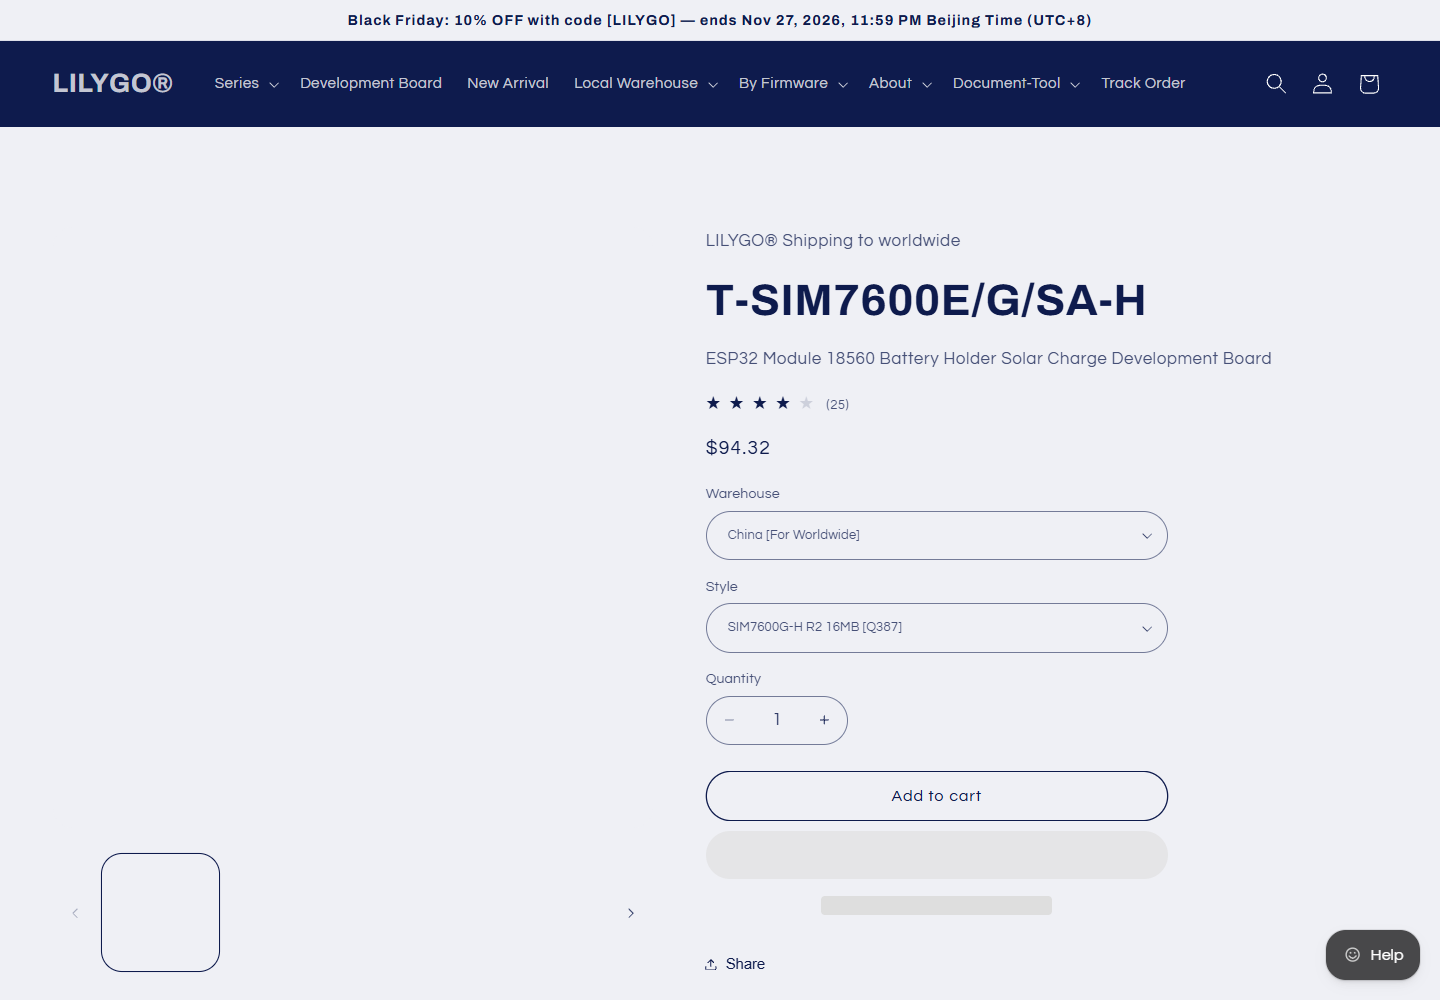 Black Friday: 10% OFF with code [LILYGO] — ends Nov 27, 2026, 11:59 PM Beijing Time (UTC+8)
LILYGO® Series Development Board New Arrival Local Warehouse By Firmware About Document-Tool Track Order
LILYGO® Shipping to worldwide
T-SIM7600E/G/SA-H
ESP32 Module 18560 Battery Holder Solar Charge Development Board
(25)
$94.32
Warehouse
China [For Worldwide]
Style
SIM7600G-H R2 16MB [Q387]
Quantity
1
Add to cart
Share
Help